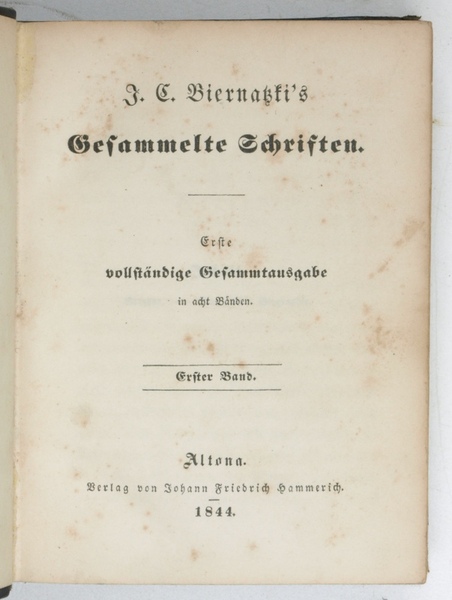 J. C. Biernatzki's
Gesammelte Schriften.
Erste
vollständige Gesammtausgabe
in acht Bänden.
Erster Band.
Altona.
Verlag von Johann Friedrich Hammerich.
1844.